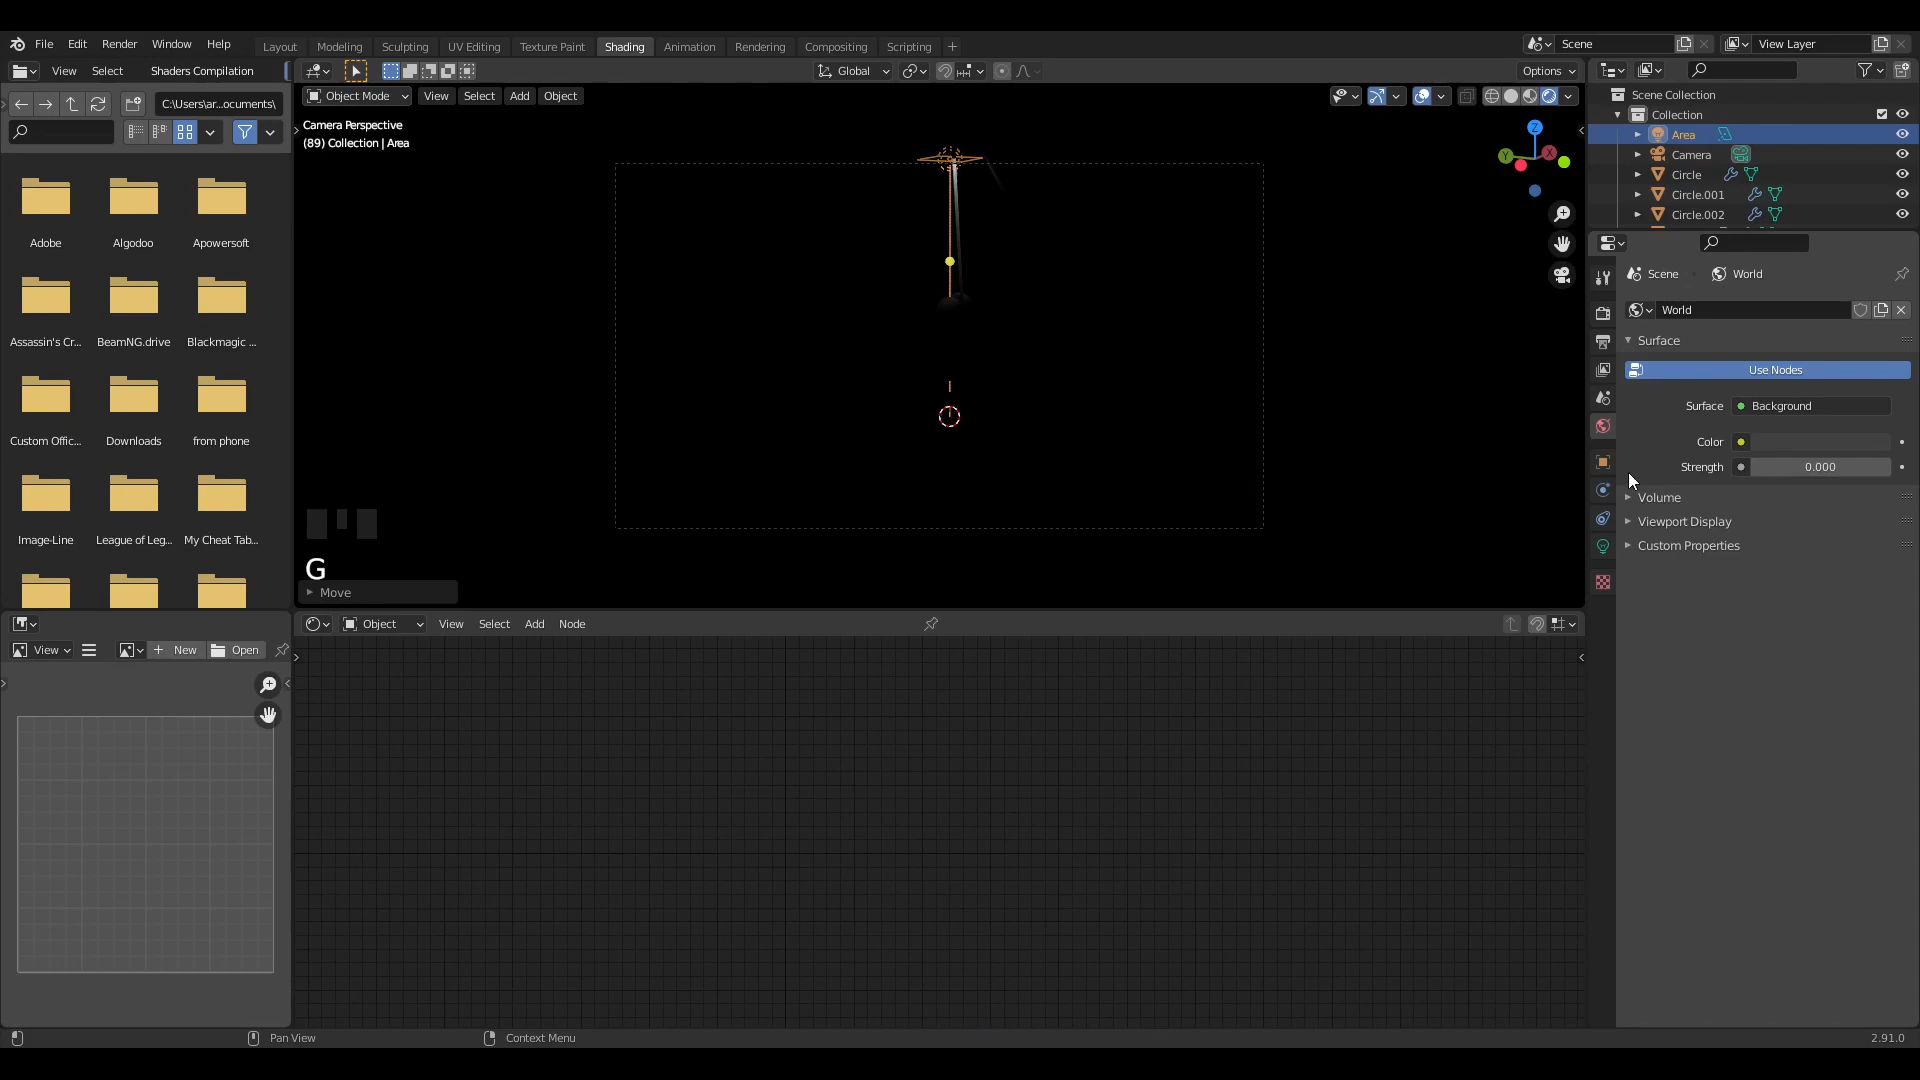 File Edit Render Window Help
Layout Modeling Sculpting UV Editing Texture Paint Shading Animation Rendering Compositing Scripting +
Scene
View Layer
View Select Shaders Compilation
Global
Options
C:\Users\ar...ocuments\
Object Mode View Select Add Object
Camera Perspective
(89) Collection | Area
Z
Y
X
Adobe Algodoo Apowersoft
Assassin's Cr... BeamNG.drive Blackmagic ...
Custom Offic... Downloads from phone
Image-Line League of Leg... My Cheat Tab...
G
Move
Scene Collection
Collection
Area
Camera
Circle
Circle.001
Circle.002
Scene World
World
Surface
Use Nodes
Surface Background
Color
Strength 0.000
Volume
Viewport Display
Custom Properties
View New Open
Object View Select Add Node
Pan View
Context Menu
2.91.0